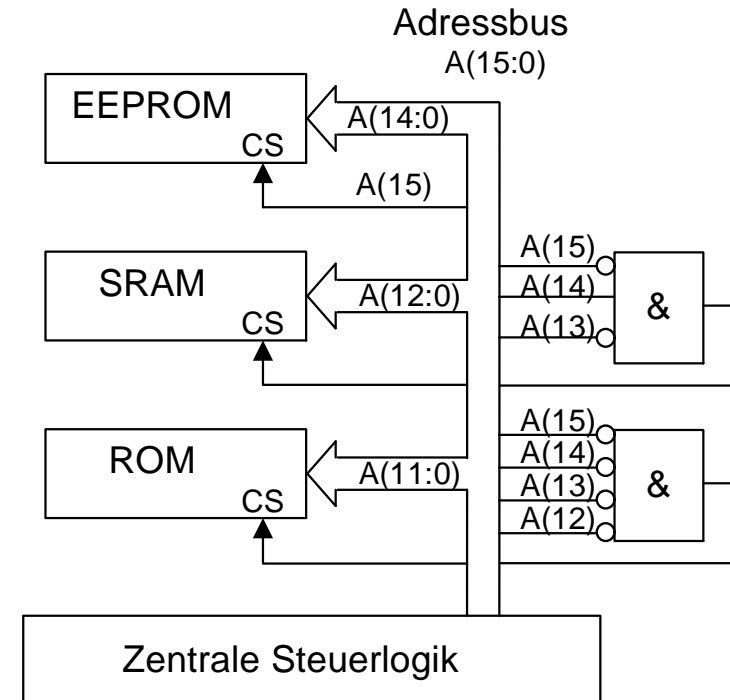 Adressbus
A(15:0)
EEPROM
CS
A(14:0)
A(15)
SRAM
CS
A(12:0)
A(15)
A(14)
A(13)
&
ROM
CS
A(11:0)
A(15)
A(14)
A(13)
A(12)
&
Zentrale Steuerlogik